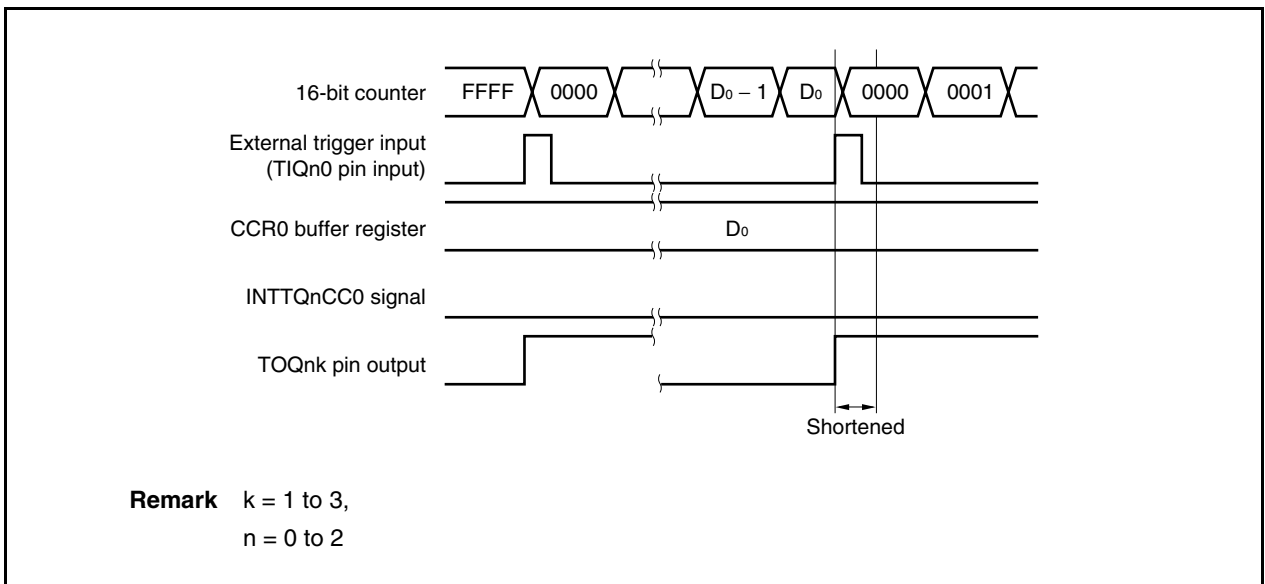 16-bit counter FFFF 0000 D0 − 1 D0 0000 0001
External trigger input
(TIQn0 pin input)
CCR0 buffer register D0
INTTQnCC0 signal
TOQnk pin output
Shortened
Remark k = 1 to 3,
n = 0 to 2